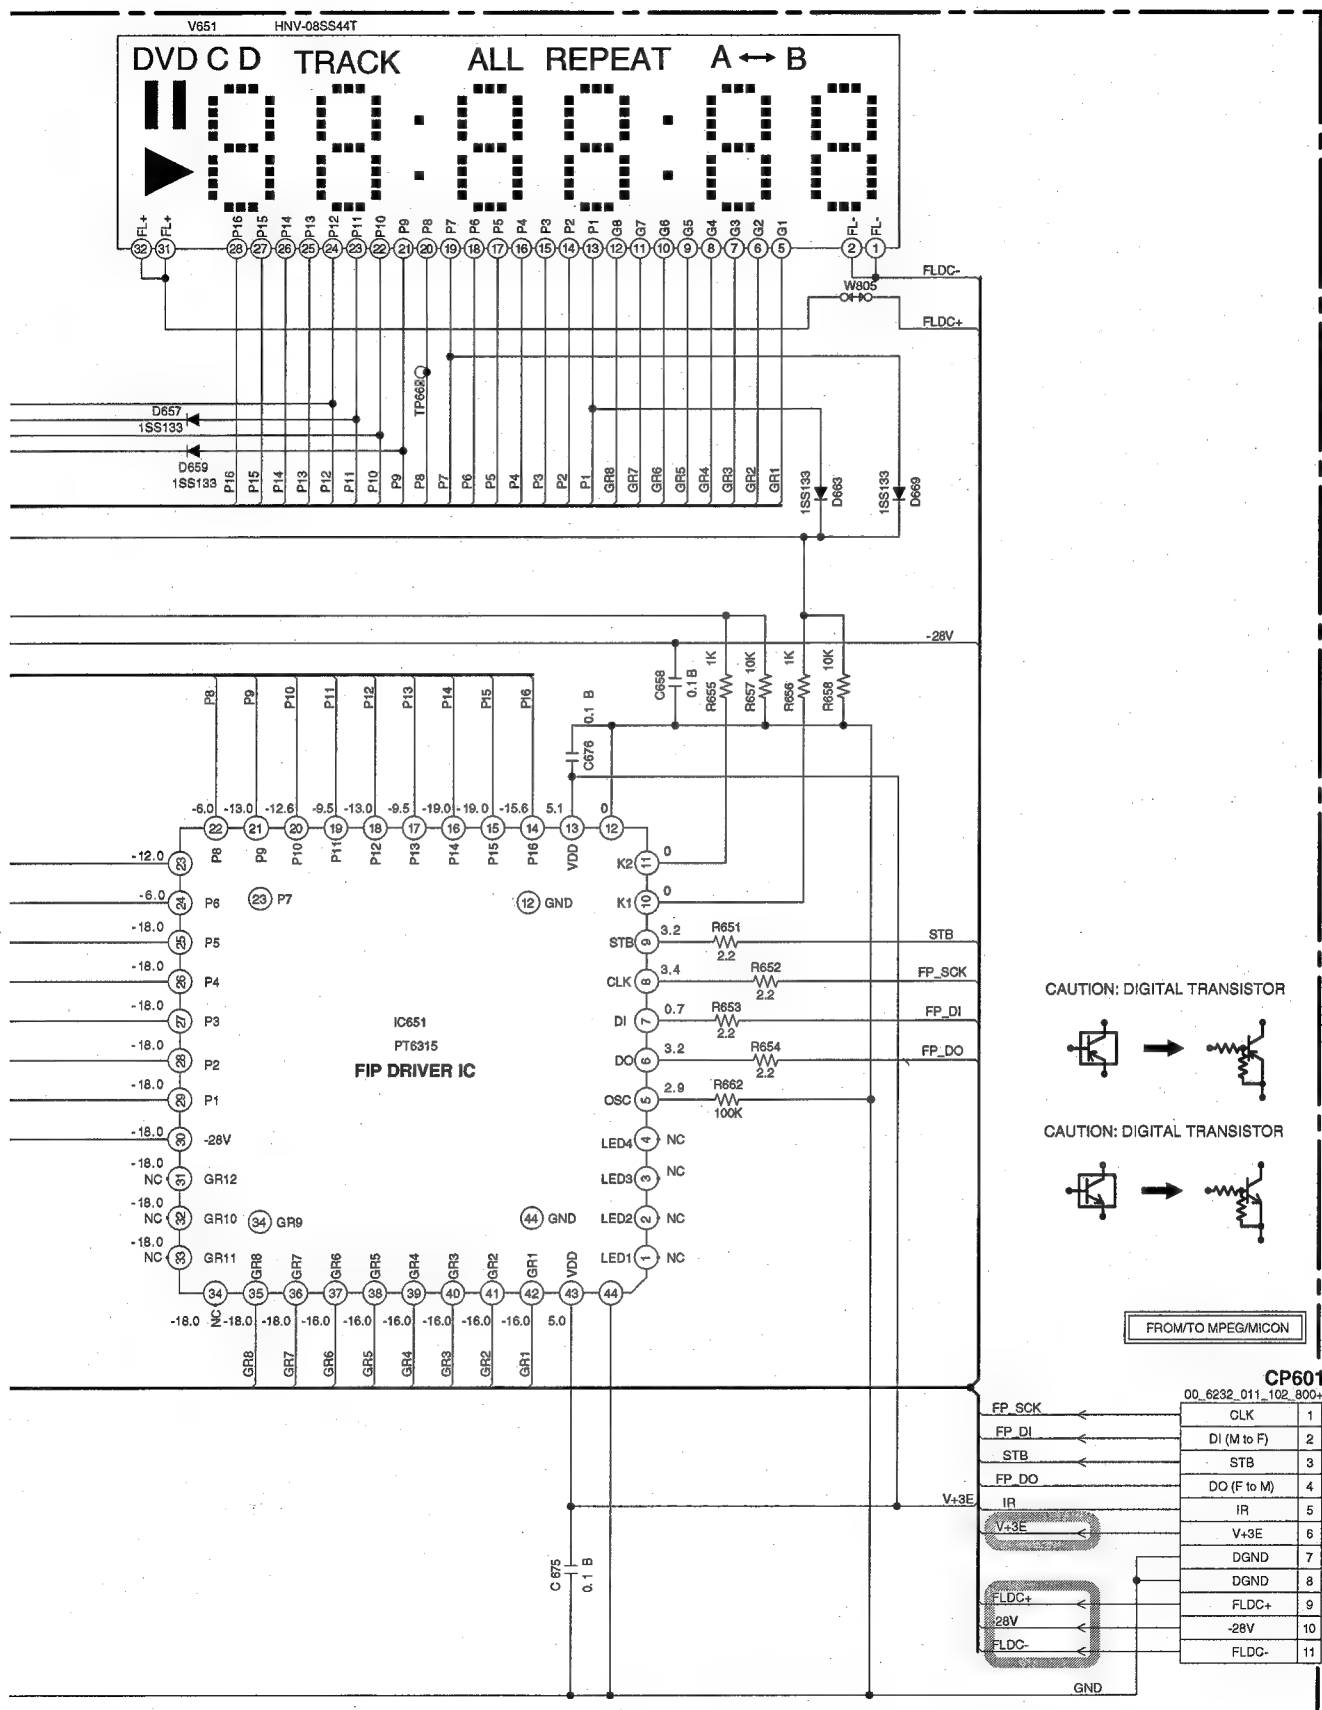 V651 HNV-08SS44T
DVD CD TRACK ALL REPEAT A ↔ B
FL+ FL+ P16 P15 P14 P13 P12 P11 P10 P9 P8 P7 P6 P5 P4 P3 P2 P1 G8 G7 G6 G5 G4 G3 G2 G1 FL- FL-
32 31 28 27 26 25 24 23 22 21 20 19 18 17 16 15 14 13 12 11 10 9 8 7 6 5 2 1
FLDC-
W805
FLDC+
TP662
D657
1SS133
D659
1SS133
P16 P15 P14 P13 P12 P11 P10 P9 P8 P7 P6 P5 P4 P3 P2 P1 GR8 GR7 GR6 GR5 GR4 GR3 GR2 GR1
1SS133 D663 1SS133 D669
-28V
C658 0.1 B R655 1K R657 10K R656 1K R658 10K
P8 P9 P10 P11 P12 P13 P14 P15 P16
C676 0.1 B
-6.0 -13.0 -12.6 -9.5 -13.0 -9.5 -19.0 -19.0 -15.6 5.1 0
22 21 20 19 18 17 16 15 14 13 12
P8 P9 P10 P11 P12 P13 P14 P15 P16 VDD
-12.0 23 K2 11 0
-6.0 24 P6 23 P7 12 GND K1 10 0
-18.0 25 P5 STB 9 3.2 R651 2.2 STB
-18.0 26 P4 CLK 8 3.4 R652 2.2 FP_SCK
-18.0 27 P3 DI 7 0.7 R653 2.2 FP_DI
-18.0 28 P2 DO 6 3.2 R654 2.2 FP_DO
-18.0 29 P1 OSC 5 2.9 R662 100K
IC651
PT6315
FIP DRIVER IC
-18.0 30 -28V LED4 4 NC
-18.0 NC 31 GR12 LED3 3 NC
-18.0 NC 32 GR10 34 GR9 44 GND LED2 2 NC
-18.0 NC 33 GR11 LED1 1 NC
GR8 GR7 GR6 GR5 GR4 GR3 GR2 GR1 VDD
34 35 36 37 38 39 40 41 42 43 44
-18.0 NC -18.0 -16.0 -16.0 -16.0 -16.0 -16.0 -16.0 -16.0 5.0
GR8 GR7 GR6 GR5 GR4 GR3 GR2 GR1
CAUTION: DIGITAL TRANSISTOR
CAUTION: DIGITAL TRANSISTOR
FROM/TO MPEG/MICON
CP601
00_6232_011_102_800+
FP_SCK CLK 1
FP_DI DI (M to F) 2
STB STB 3
FP_DO DO (F to M) 4
V+3E
IR IR 5
V+3E V+3E 6
DGND 7
DGND 8
FLDC+ FLDC+ 9
-28V -28V 10
FLDC- FLDC- 11
C675 0.1 B
GND